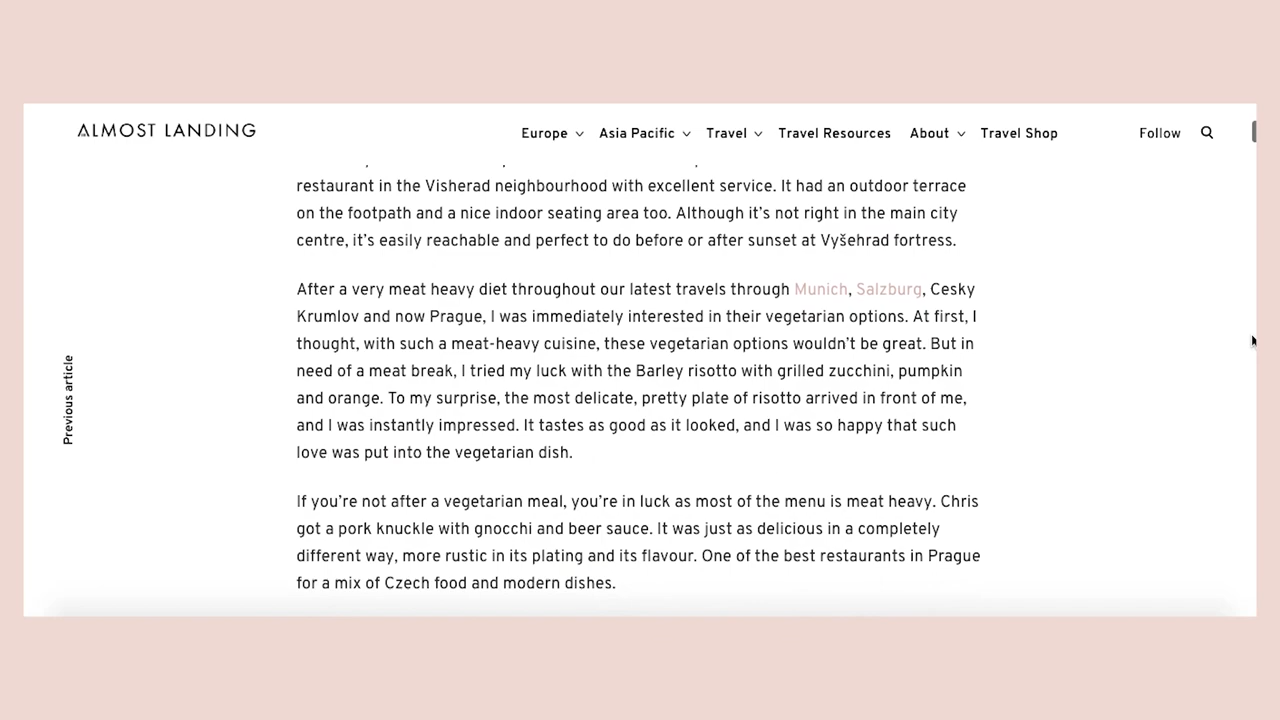 ALMOST LANDING
Europe
Asia Pacific
Travel
Travel Resources
About
Travel Shop
Follow
restaurant in the Visherad neighbourhood with excellent service. It had an outdoor terrace
on the footpath and a nice indoor seating area too. Although it's not right in the main city
centre, it's easily reachable and perfect to do before or after sunset at Vyšehrad fortress.
After a very meat heavy diet throughout our latest travels through Munich, Salzburg, Cesky
Krumlov and now Prague, I was immediately interested in their vegetarian options. At first, I
thought, with such a meat-heavy cuisine, these vegetarian options wouldn't be great. But in
need of a meat break, I tried my luck with the Barley risotto with grilled zucchini, pumpkin
and orange. To my surprise, the most delicate, pretty plate of risotto arrived in front of me,
and I was instantly impressed. It tastes as good as it looked, and I was so happy that such
love was put into the vegetarian dish.
If you're not after a vegetarian meal, you're in luck as most of the menu is meat heavy. Chris
got a pork knuckle with gnocchi and beer sauce. It was just as delicious in a completely
different way, more rustic in its plating and its flavour. One of the best restaurants in Prague
for a mix of Czech food and modern dishes.
Previous article